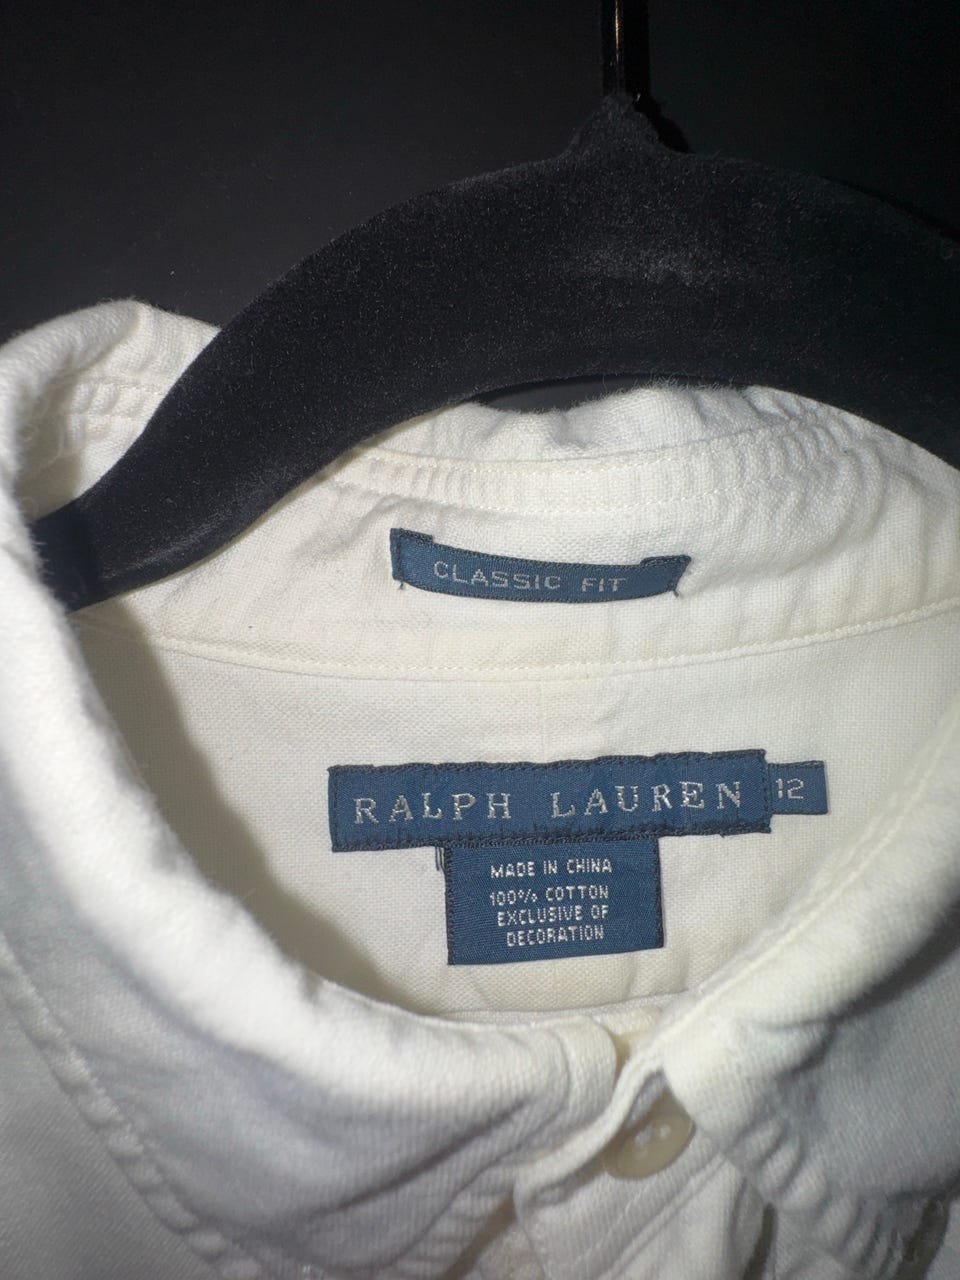 CLASSIC FIT
RALPH LAUREN
12
MADE IN CHINA
100% COTTON
EXCLUSIVE OF
DECORATION